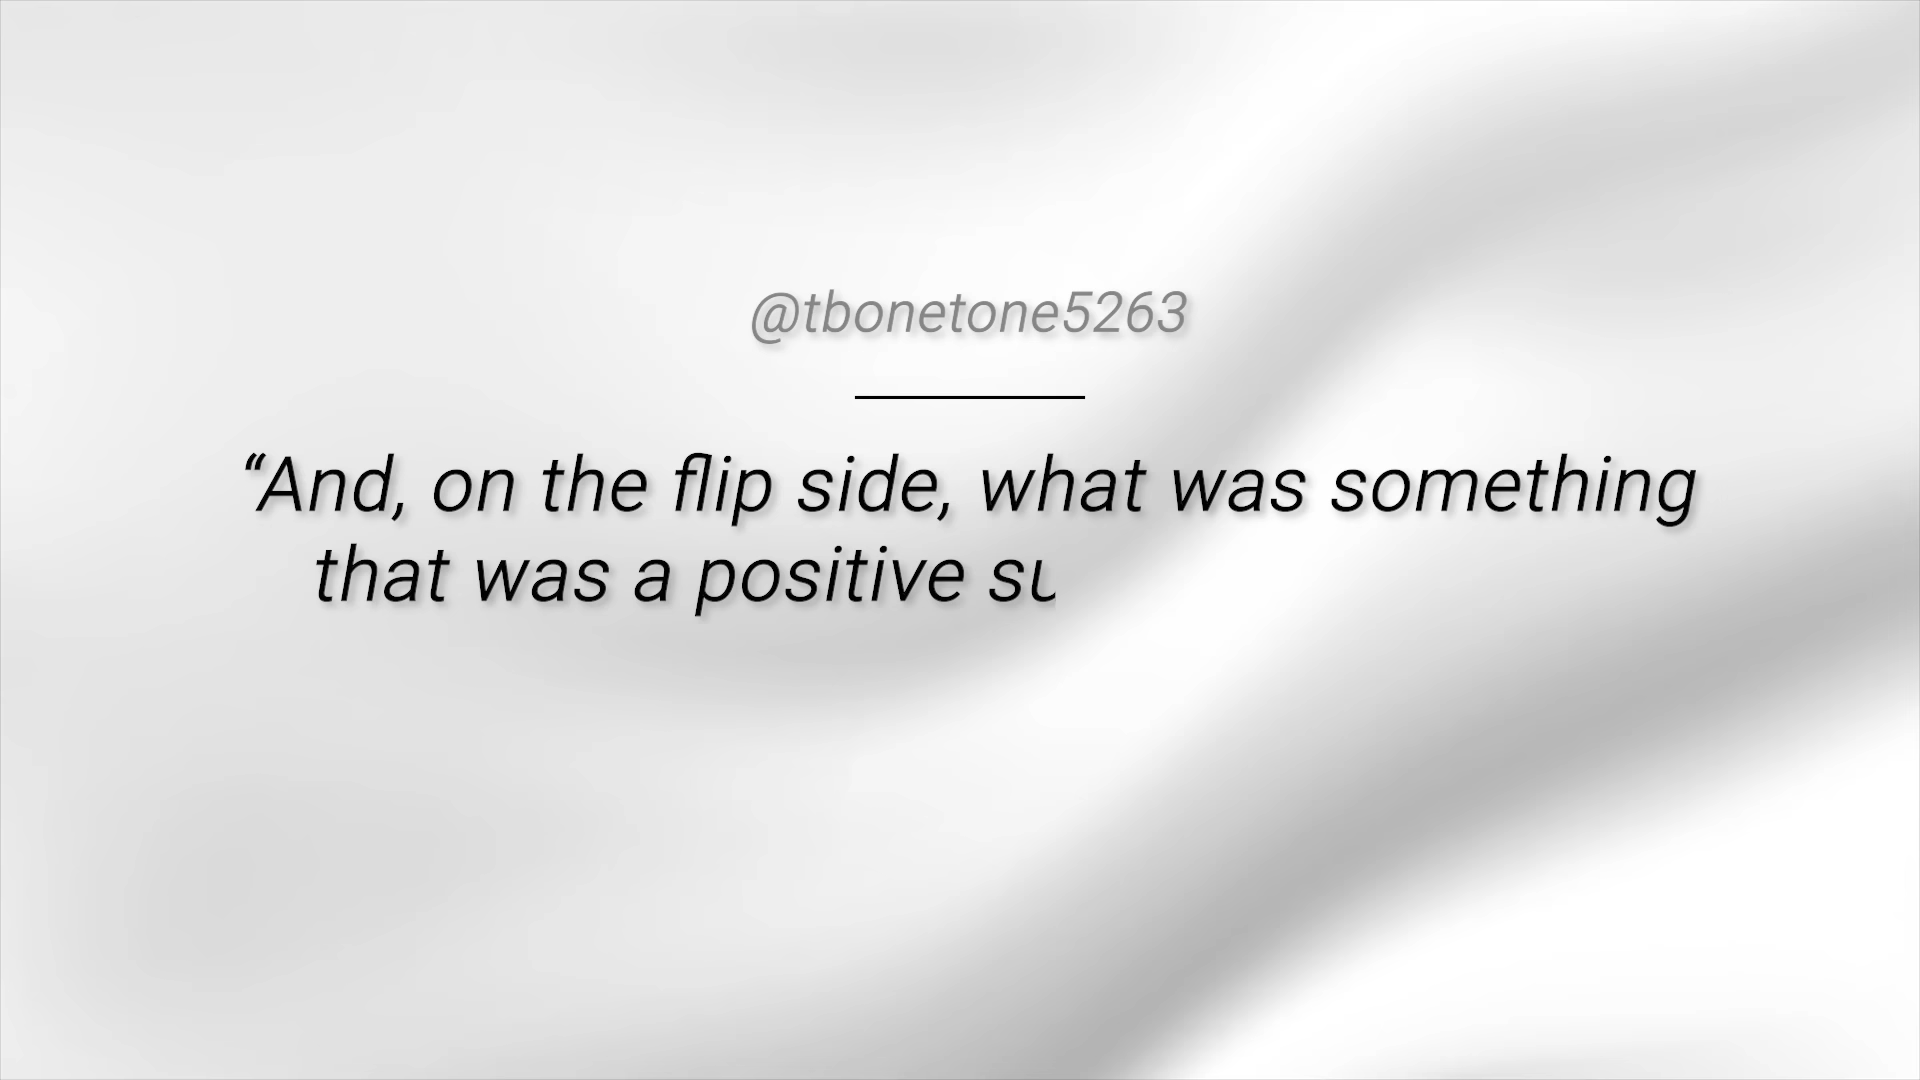 @tbonetone5263
“And, on the flip side, what was something
that was a positive